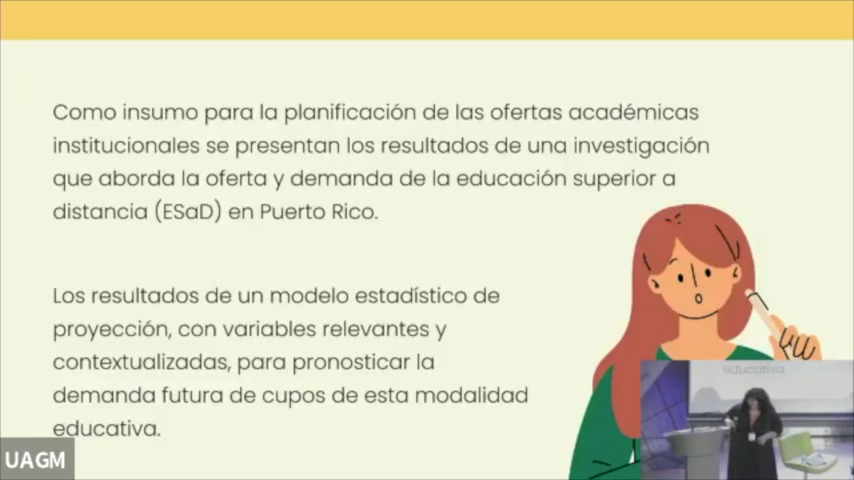 Como insumo para la planificación de las ofertas académicas
institucionales se presentan los resultados de una investigación
que aborda la oferta y demanda de la educación superior a
distancia (ESaD) en Puerto Rico.
Los resultados de un modelo estadístico de
proyección, con variables relevantes y
contextualizadas, para pronosticar la
demanda futura de cupos de esta modalidad
educativa.
educativa.
UAGM